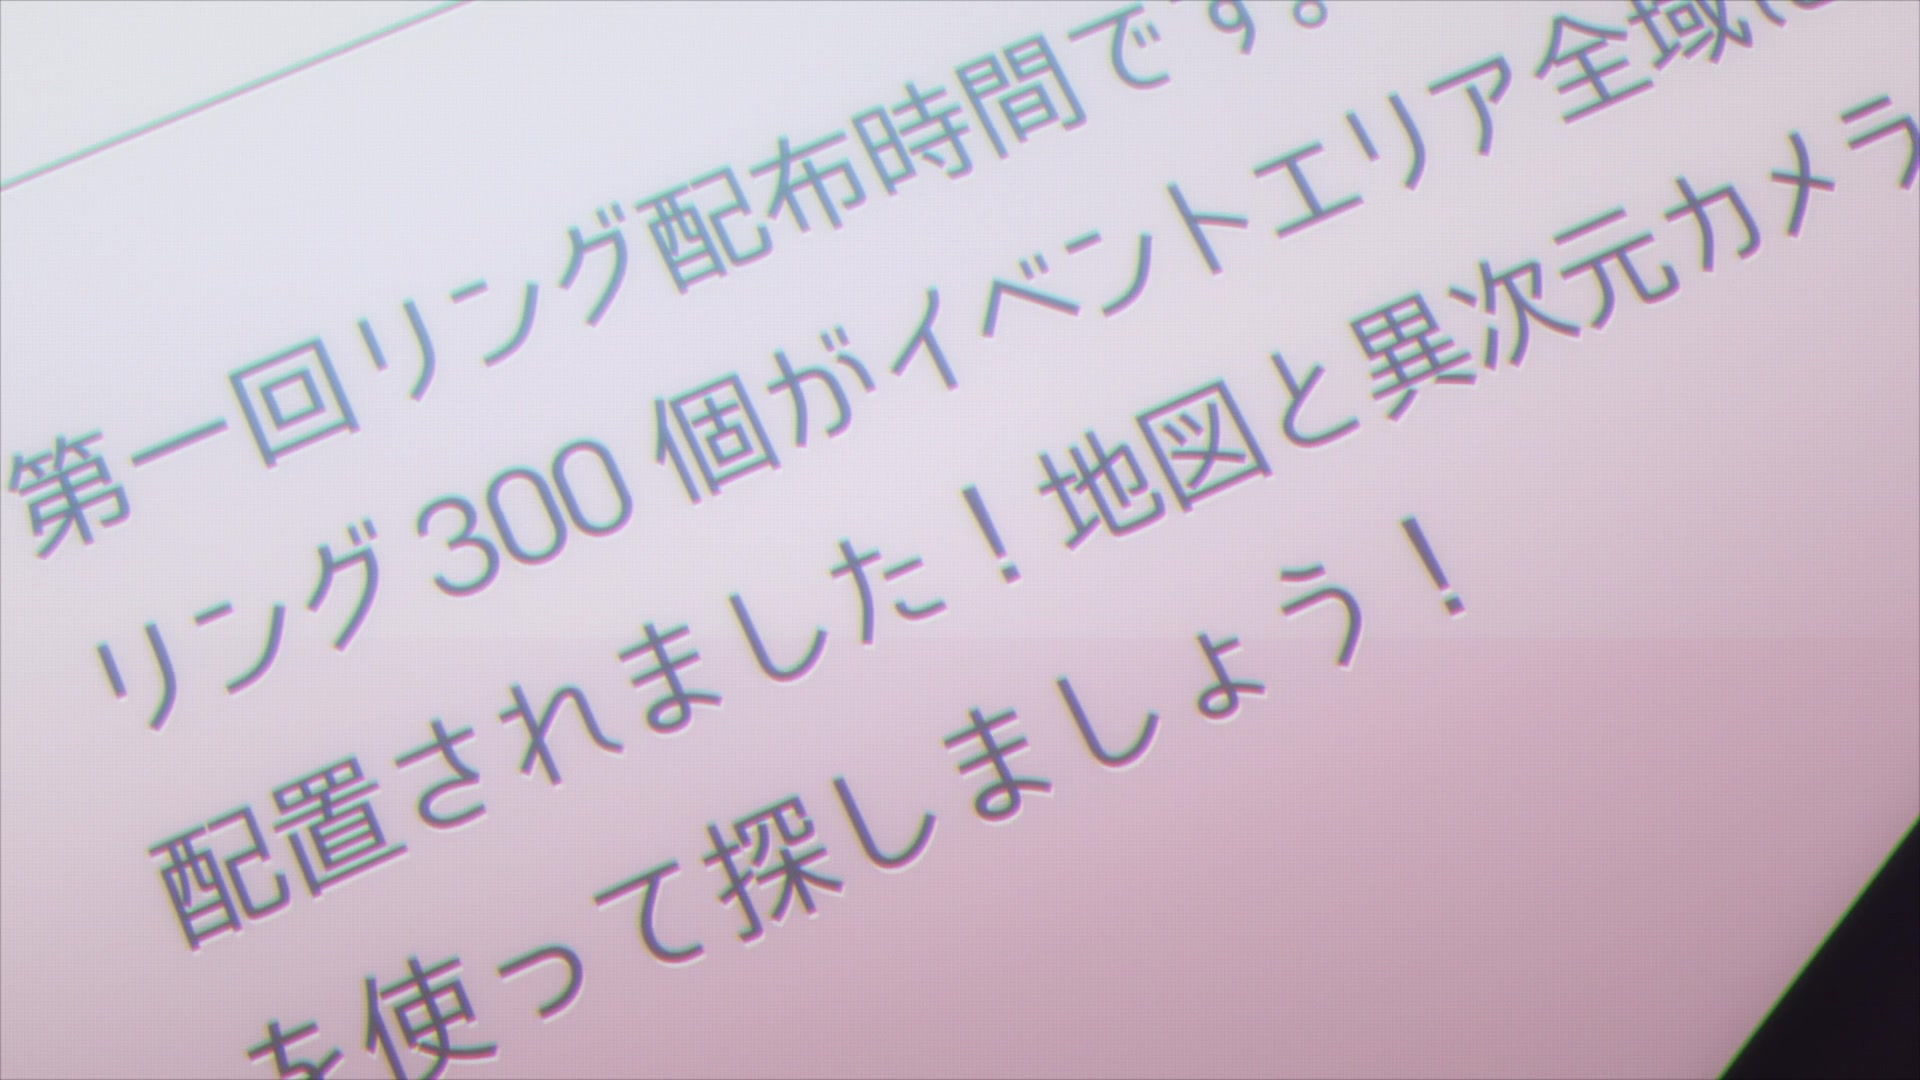 第一回リング配布時間です。
リング300個がイベントエリア全域に
配置されました！地図と異次元カメラ
を使って探しましょう！